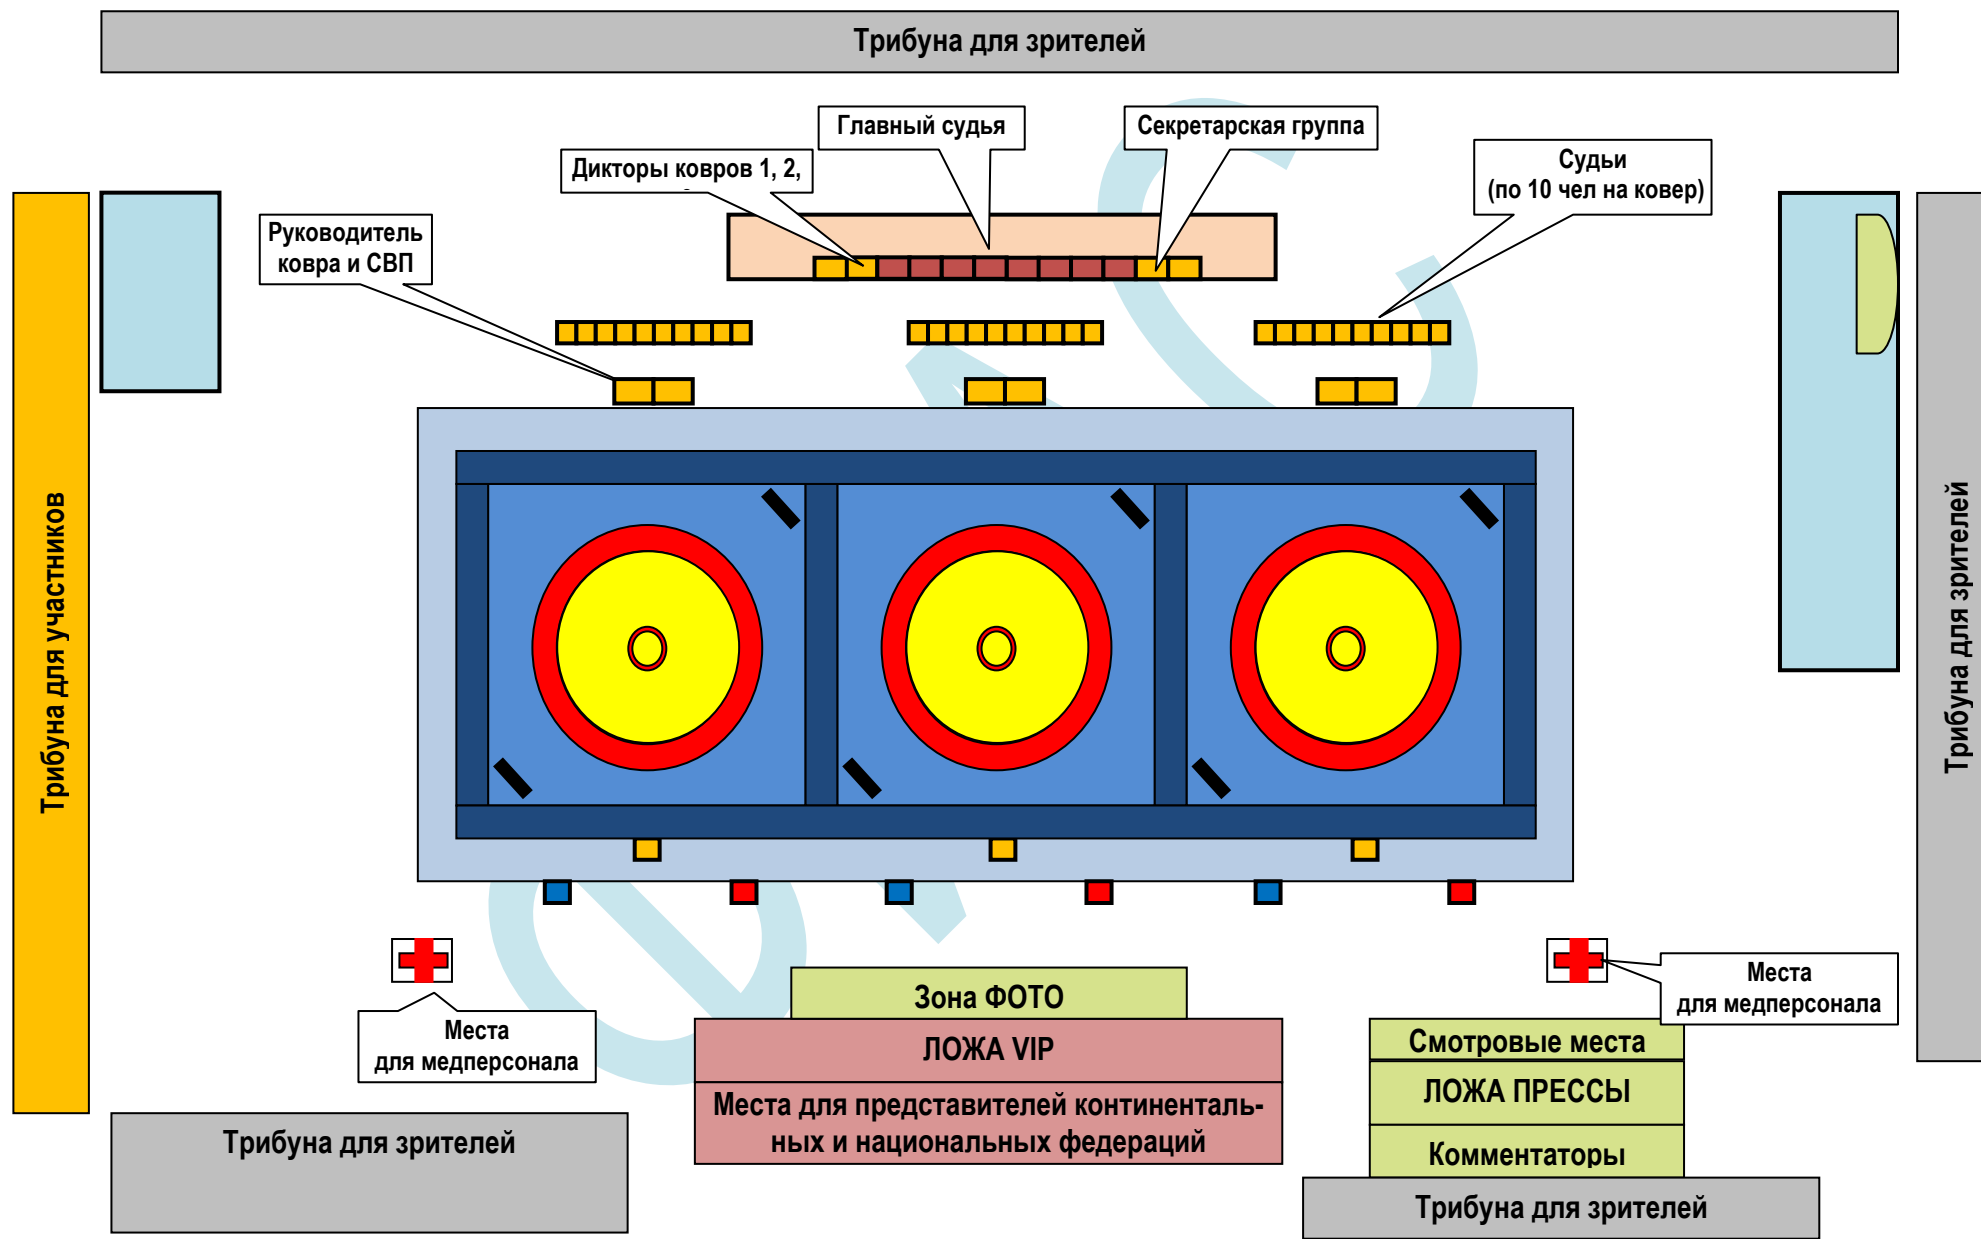 Трибуна для зрителей
Главный судья
Секретарская группа
Дикторы ковров 1, 2,
Судьи
(по 10 чел на ковер)
Руководитель
ковра и СВП
Трибуна для участников
Трибуна для зрителей
Места
для медперсонала
Зона ФОТО
ЛОЖА VIP
Места для представителей континенталь-
ных и национальных федераций
Места
для медперсонала
Смотровые места
ЛОЖА ПРЕССЫ
Комментаторы
Трибуна для зрителей
Трибуна для зрителей